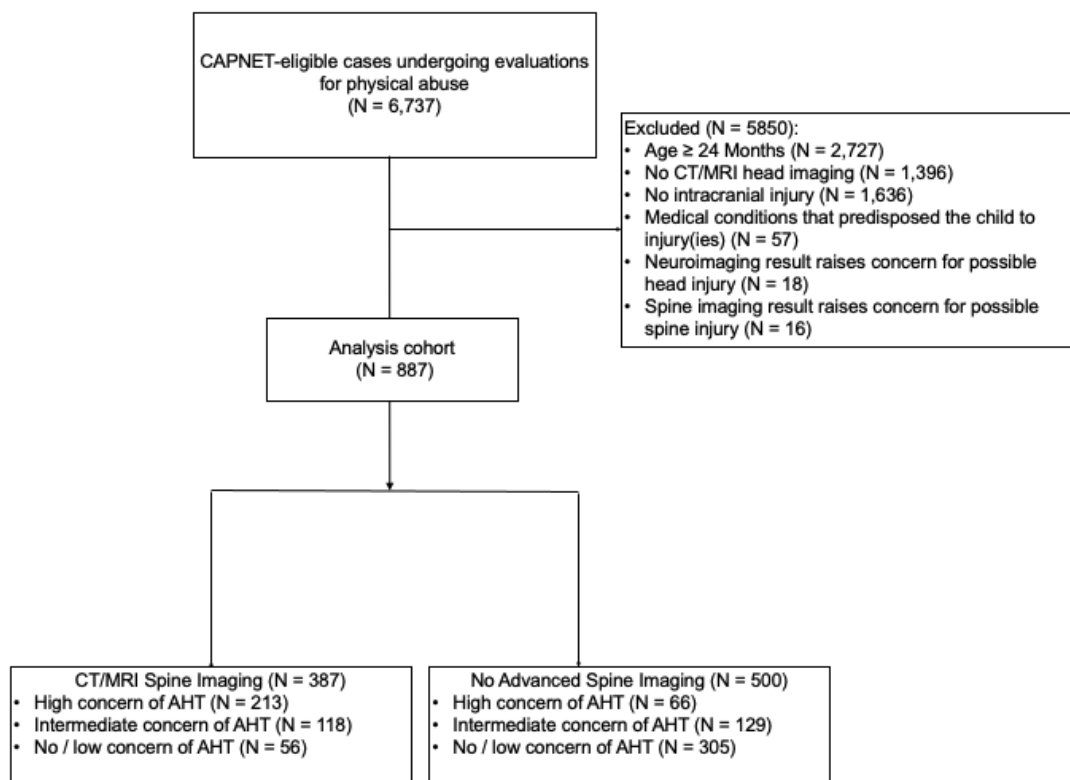 CAPNET-eligible cases undergoing evaluations
for physical abuse
(N = 6,737)
Excluded (N = 5850):
• Age ≥ 24 Months (N = 2,727)
• No CT/MRI head imaging (N = 1,396)
• No intracranial injury (N = 1,636)
• Medical conditions that predisposed the child to
injury(ies) (N = 57)
• Neuroimaging result raises concern for possible
head injury (N = 18)
• Spine imaging result raises concern for possible
spine injury (N = 16)
Analysis cohort
(N = 887)
CT/MRI Spine Imaging (N = 387)
• High concern of AHT (N = 213)
• Intermediate concern of AHT (N = 118)
• No / low concern of AHT (N = 56)
No Advanced Spine Imaging (N = 500)
• High concern of AHT (N = 66)
• Intermediate concern of AHT (N = 129)
• No / low concern of AHT (N = 305)